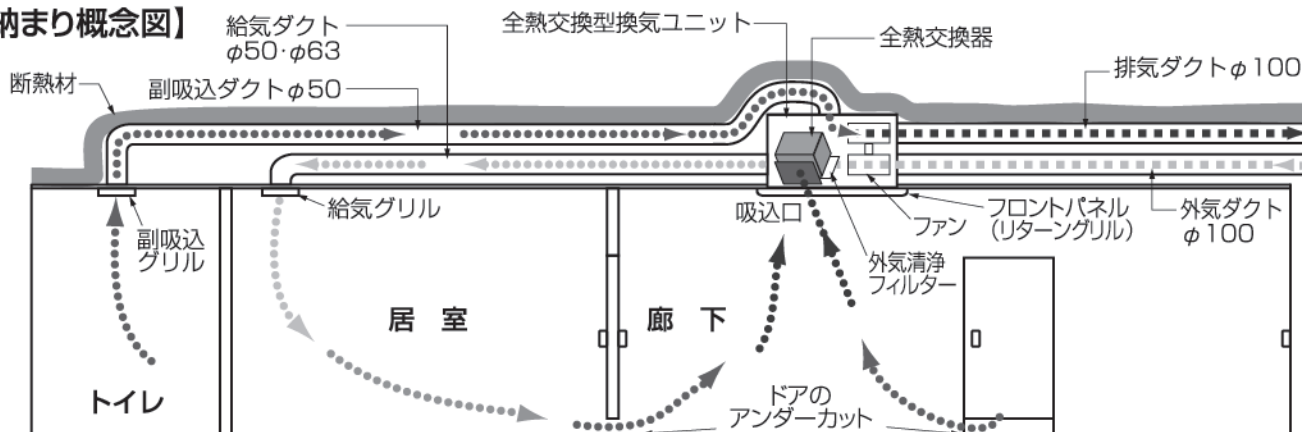 納まり概念図】
給気ダクト
φ50·φ63
全熱交換型換気ユニット
全熱交換器
断熱材
副吸込ダクトφ50
排気ダクトφ100
給気グリル
副吸込
グリル
吸込口
ファン
フロントパネル
（リターングリル）
外気ダクト
φ100
外気清浄
フィルター
居 室
廊 下
トイレ
ドアの
アンダーカット